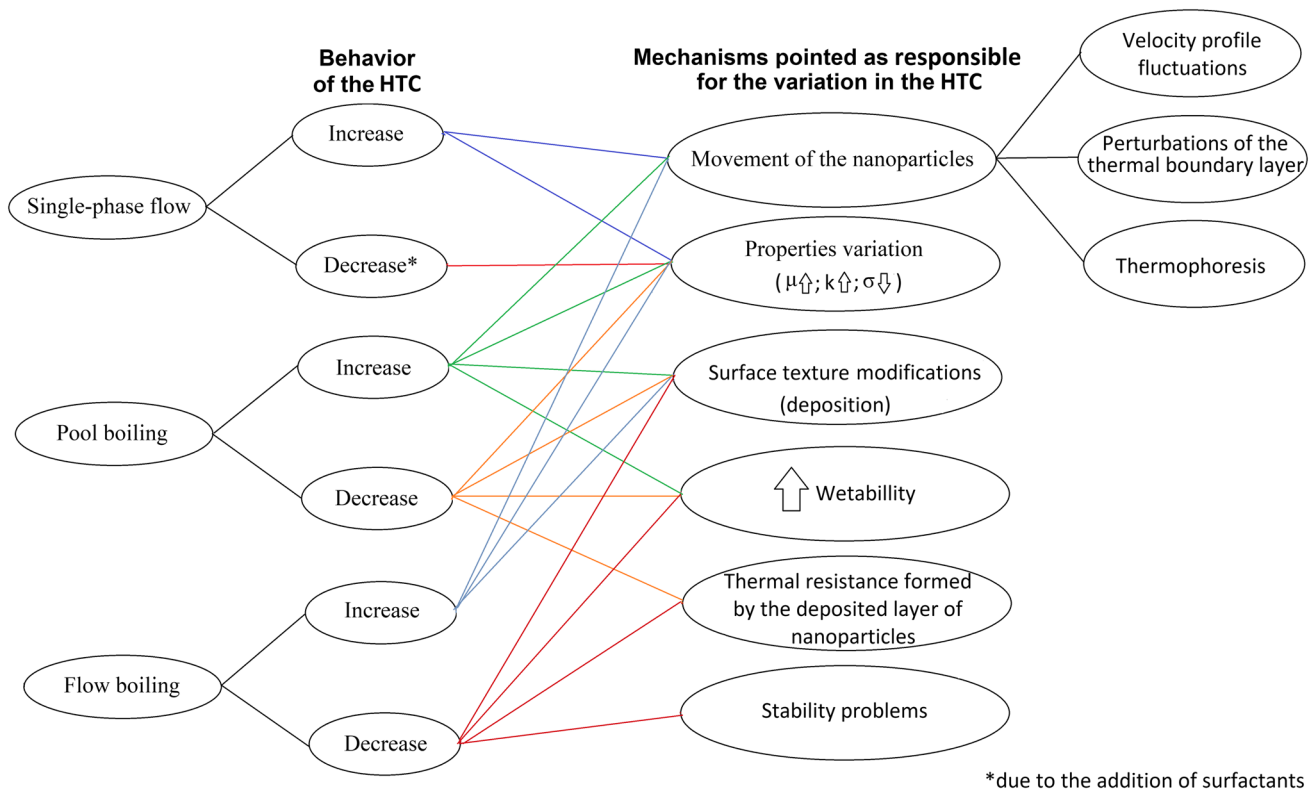 Behavior
of the HTC
Mechanisms pointed as responsible
for the variation in the HTC
Single-phase flow
Increase
Decrease*
Pool boiling
Increase
Decrease
Flow boiling
Increase
Decrease
Movement of the nanoparticles
Properties variation
( μ⇧; k⇧; σ⇩ )
Surface texture modifications
(deposition)
⇧ Wetabillity
Thermal resistance formed
by the deposited layer of
nanoparticles
Stability problems
Velocity profile
fluctuations
Perturbations of the
thermal boundary layer
Thermophoresis
*due to the addition of surfactants